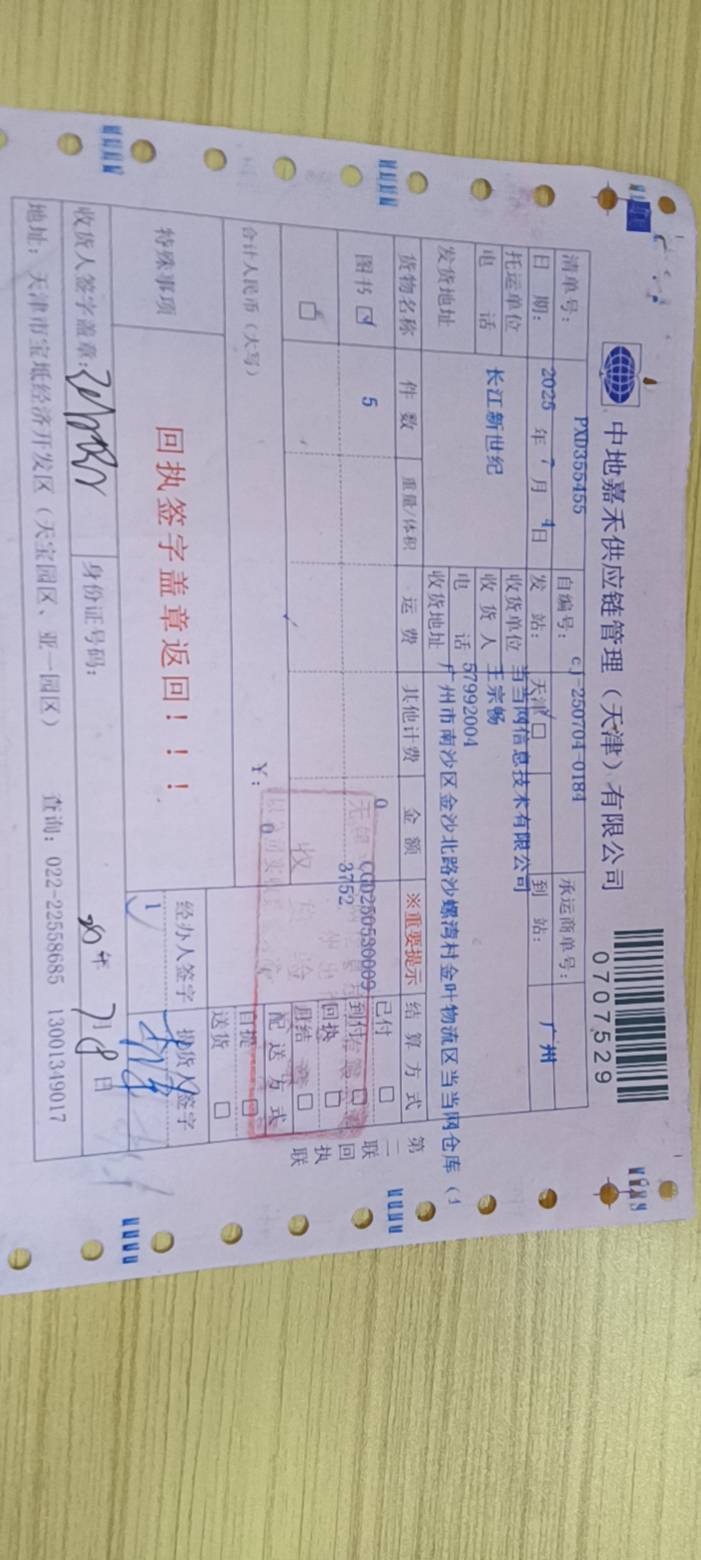 中地嘉禾供应链管理（天津）有限公司
0707529
清单号： PXD355455 自编号： cj-250704-0184 承运商单号：
日 期： 2025 年 7 月 4 日 发 站： 天津 □ 到 站： 广州
托运单位 长江新世纪 收货单位 当当网信息技术有限公司
电 话 收 货 人 王宗畅
电 话 57992004
发货地址 收货地址 广州市南沙区金沙北路沙螺湾村金叶物流区当当网仓库（1
货物名称 件 数 重量/体积 运 费 其他计费 金 额 ※重要提示 结 算 方 式
图书 ☑ 5 0 CGD250530009
3752
已付 □
到付 □
回执 □
月结 □
□
合计人民币（大写） ￥： 0
配 送 方 式
自提 □
送货 □
第二联 回执联
特殊事项 回执签字盖章返回！！！ 经办人签字 提货人签字
1
收货人签字盖章： 身份证号码： 年 7月8日
地址：天津市宝坻经济开发区（天宝园区、亚一园区） 查询：022-22558685 13001349017